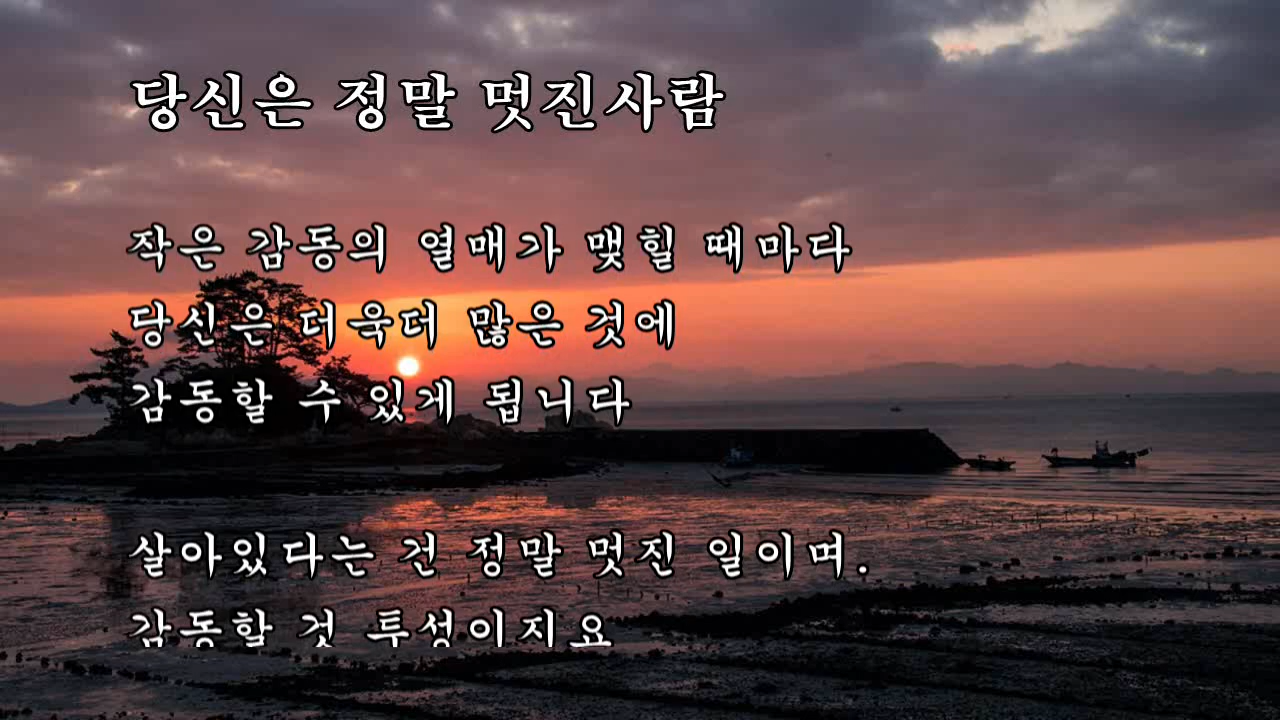 당신은 정말 멋진사람
작은 감동의 열매가 맺힐 때마다
당신은 더욱더 많은 것에
감동할 수 있게 됩니다
살아있다는 건 정말 멋진 일이며.
감동할 것 투성이지요